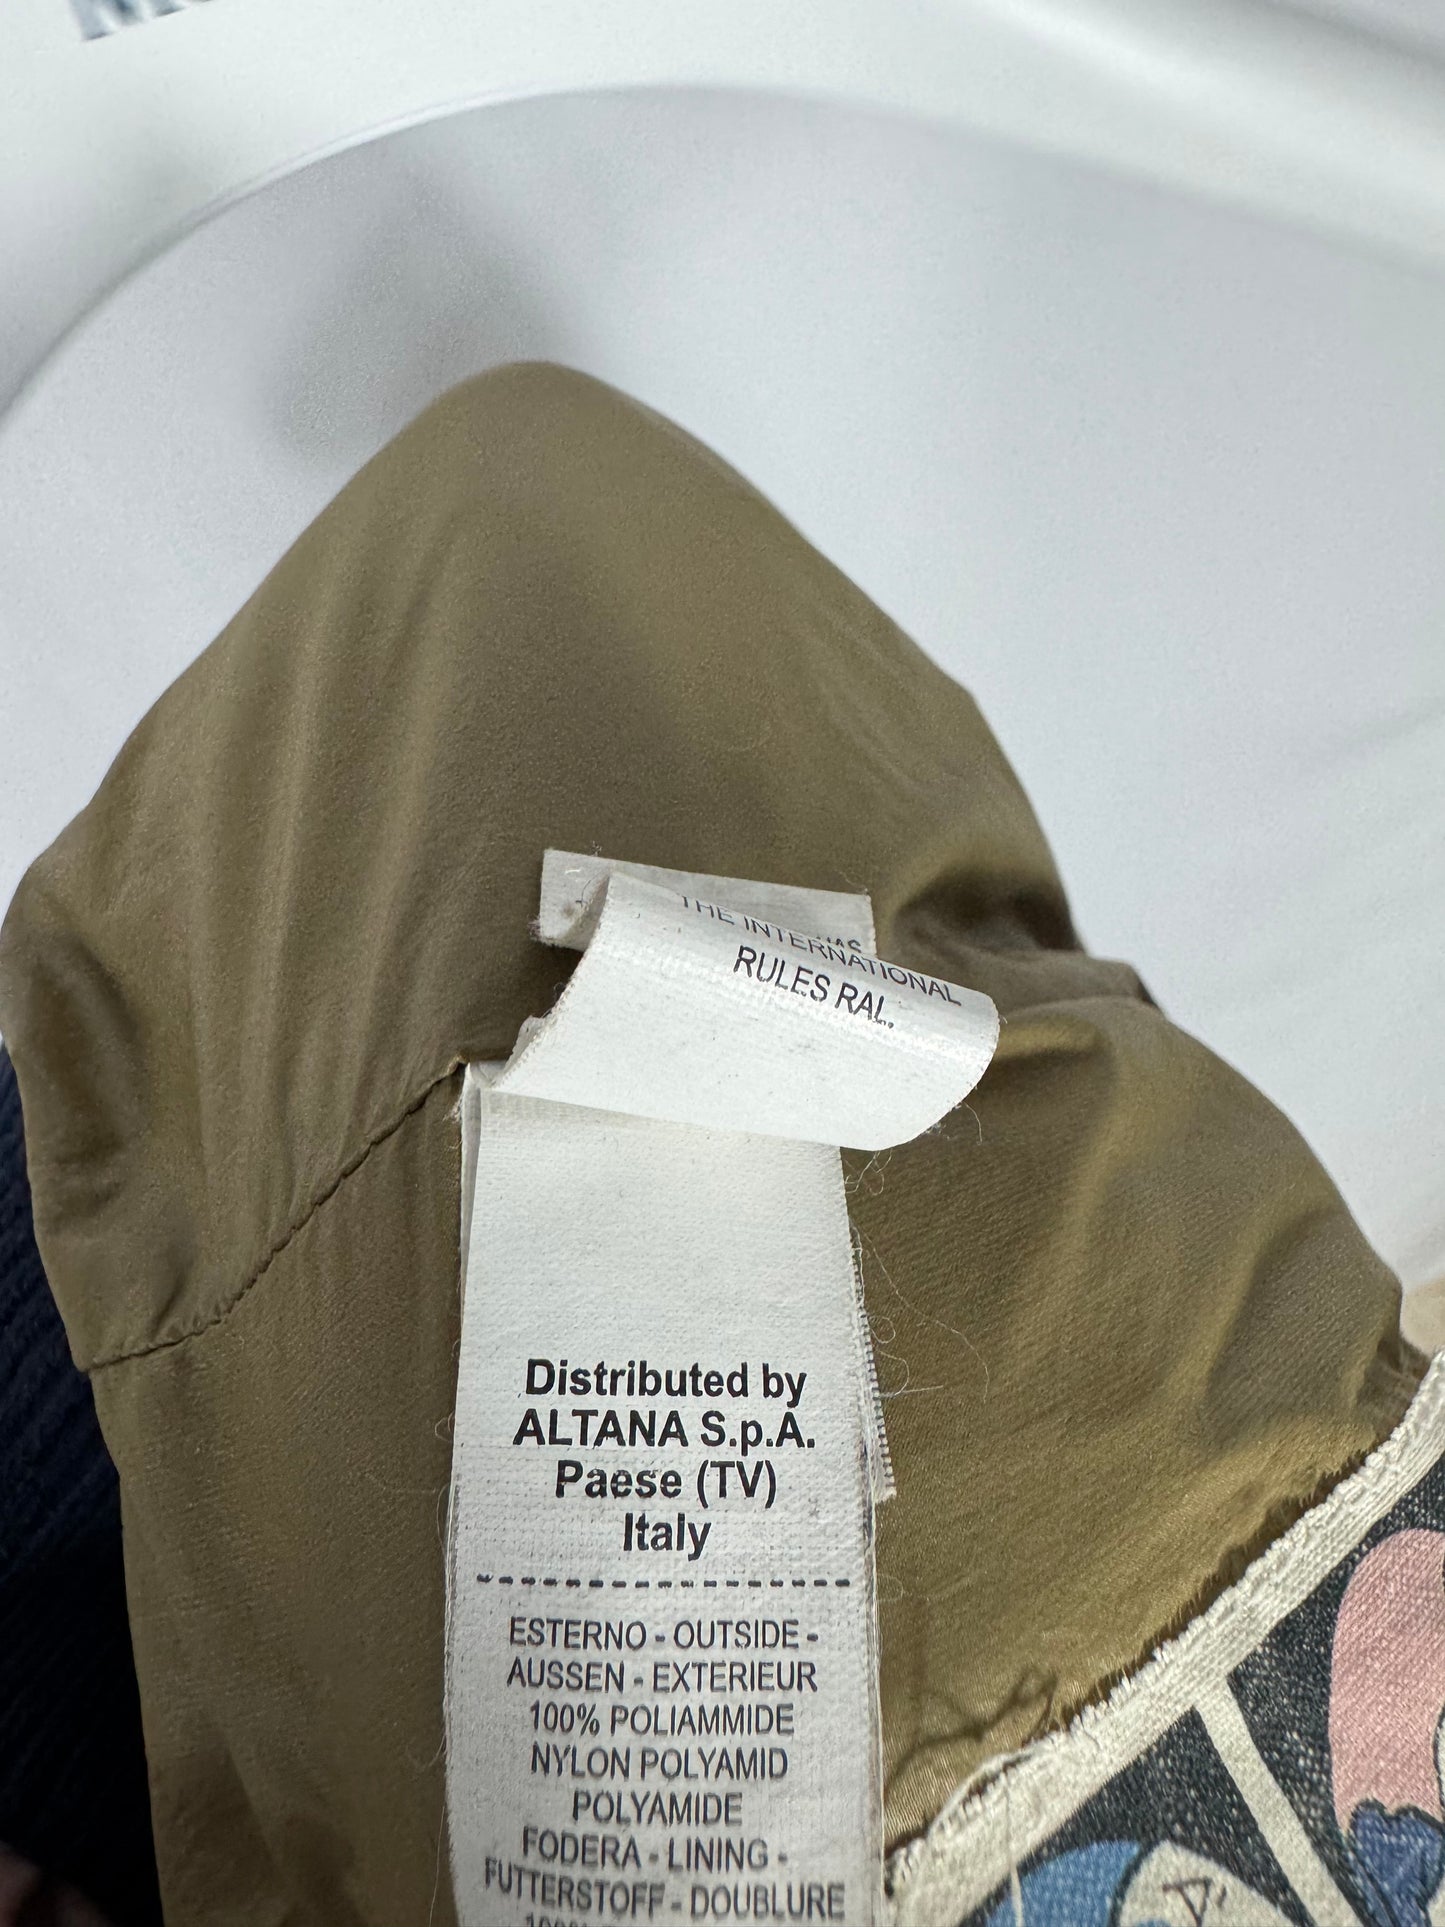 THE INTERNATIONAL
RULES RAL.
Distributed by
ALTANA S.p.A.
Paese (TV)
Italy
ESTERNO - OUTSIDE -
AUSSEN - EXTERIEUR
100% POLIAMMIDE
NYLON POLYAMID
POLYAMIDE
FODERA - LINING -
FUTTERSTOFF - DOUBLURE